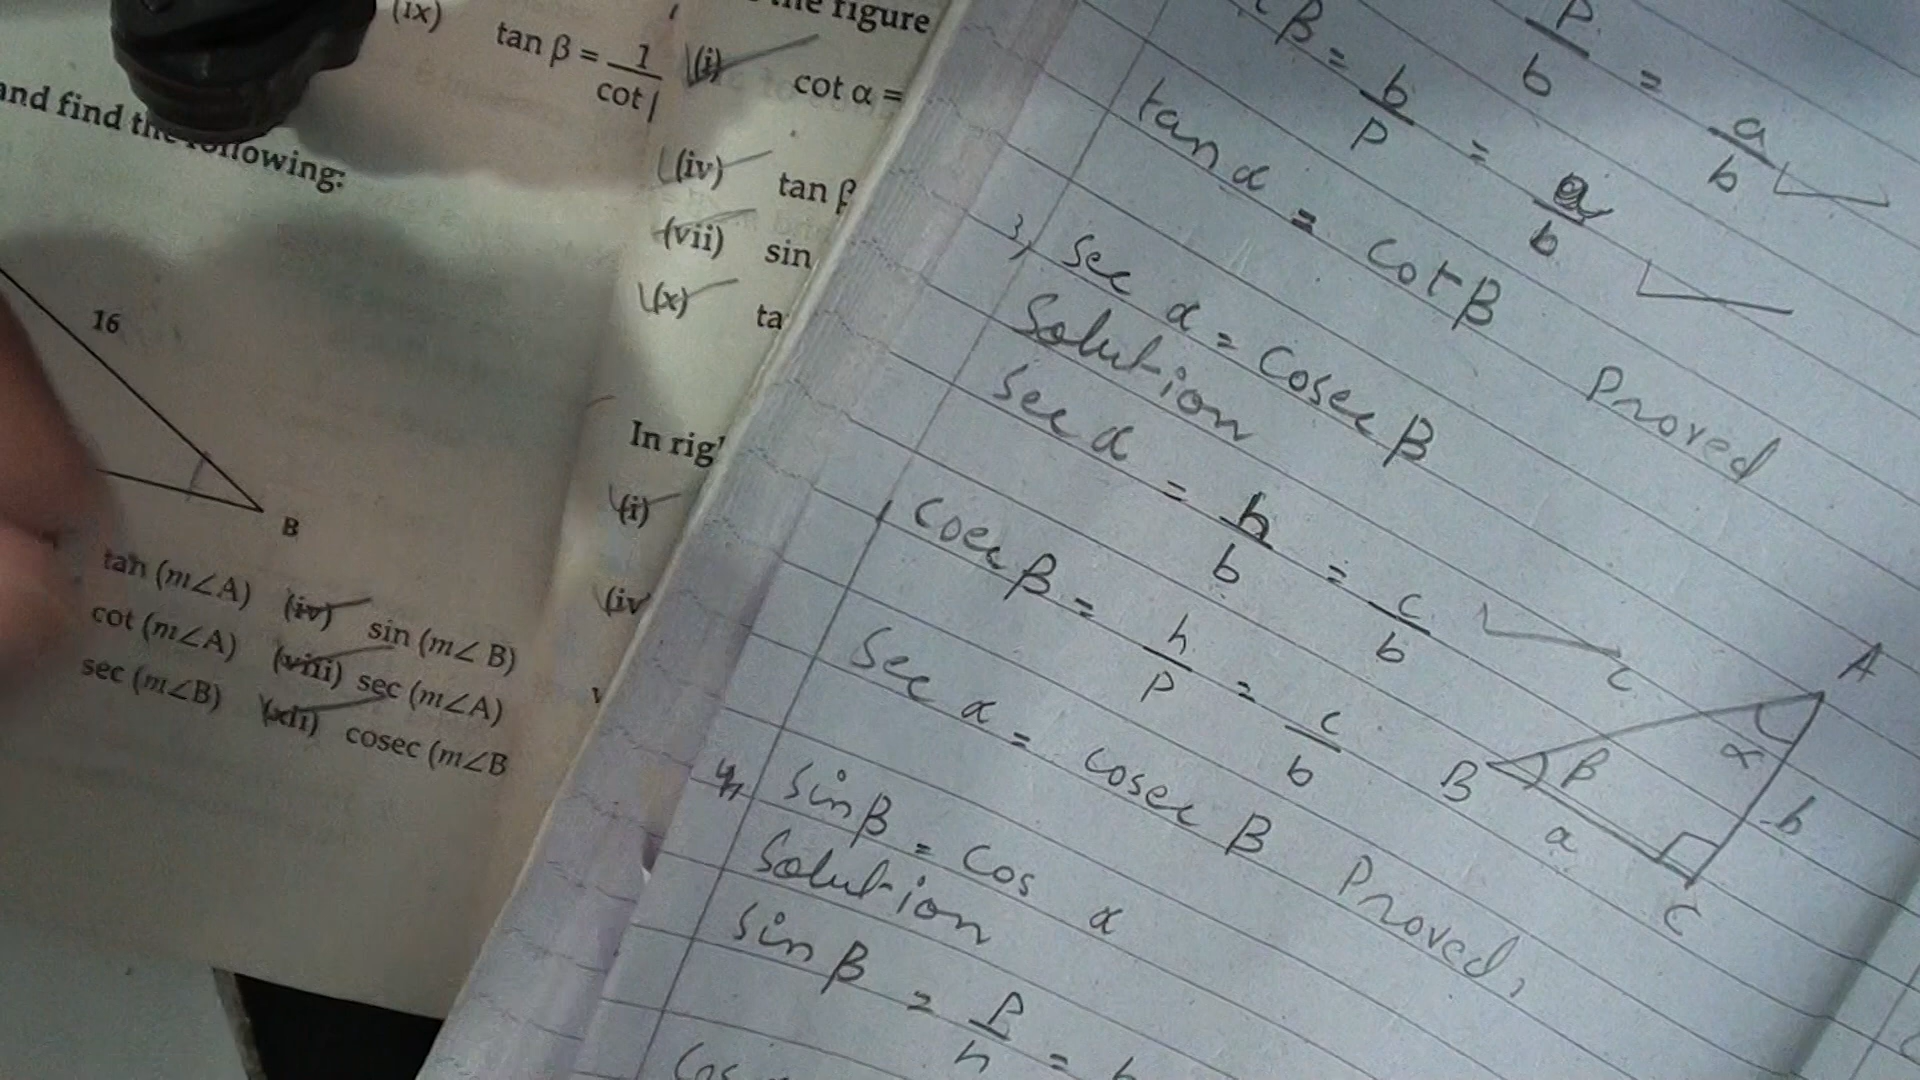 (ix) tan β = 1/cot
and find the following:
16
B
tan (m∠A) (iv) sin (m∠ B)
cot (m∠A) (viii) sec (m∠A)
sec (m∠B) (xii) cosec (m∠B
the figure
(i) cot α =
(iv) tan β
(vii) sin
(x) ta
In rig
(i)
(iv
P/b = a/b
β = b/P = a/b
tan α = cot β Proved
3, Sec α = Cosec β
Solution
Sec α = h/b = c/b
Coec β = h/P = c/b
Sec α = cosec β Proved,
A
c
α
B
β
b
a
C
4, Sin β = Cos α
Solution
Sin β = P/h = b
Cos